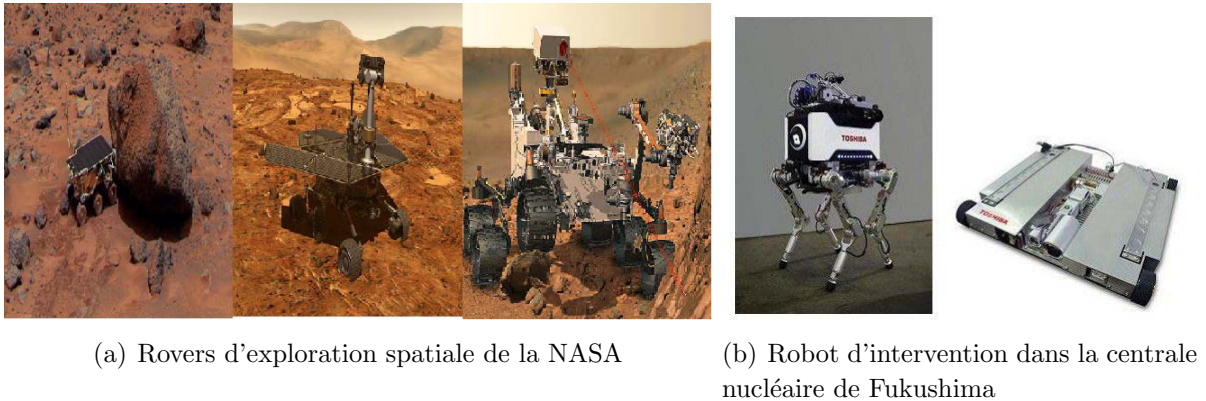 TOSHIBA
TOSHIBA
(a) Rovers d'exploration spatiale de la NASA
(b) Robot d'intervention dans la centrale
nucléaire de Fukushima